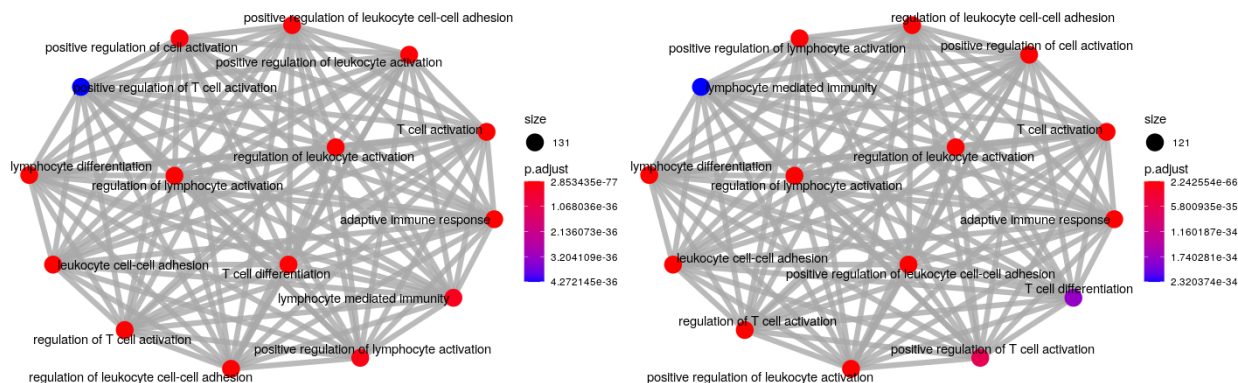 positive regulation of leukocyte cell-cell adhesion
positive regulation of cell activation
positive regulation of leukocyte activation
positive regulation of T cell activation
T cell activation
regulation of leukocyte activation
lymphocyte differentiation
regulation of lymphocyte activation
adaptive immune response
leukocyte cell-cell adhesion
T cell differentiation
lymphocyte mediated immunity
regulation of T cell activation
positive regulation of lymphocyte activation
regulation of leukocyte cell-cell adhesion
size
131
p.adjust
2.853435e-77
1.068036e-36
2.136073e-36
3.204109e-36
4.272145e-36
regulation of leukocyte cell-cell adhesion
positive regulation of lymphocyte activation
positive regulation of cell activation
lymphocyte mediated immunity
T cell activation
regulation of leukocyte activation
lymphocyte differentiation
regulation of lymphocyte activation
adaptive immune response
leukocyte cell-cell adhesion
positive regulation of leukocyte cell-cell adhesion
T cell differentiation
regulation of T cell activation
positive regulation of T cell activation
positive regulation of leukocyte activation
size
121
p.adjust
2.242554e-66
5.800935e-35
1.160187e-34
1.740281e-34
2.320374e-34